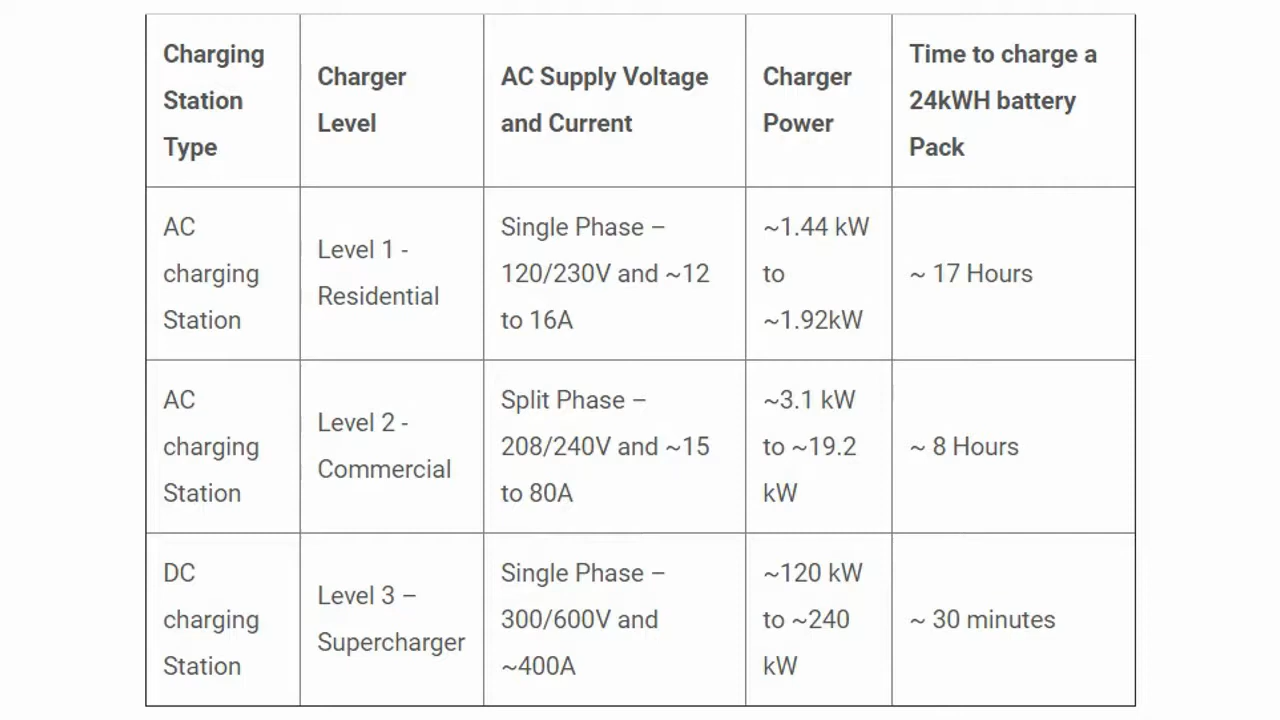 Charging
Station
Type
Charger
Level
AC Supply Voltage
and Current
Charger
Power
Time to charge a
24kWH battery
Pack
AC
charging
Station
Level 1 -
Residential
Single Phase –
120/230V and ~12
to 16A
~1.44 kW
to
~1.92kW
~ 17 Hours
AC
charging
Station
Level 2 -
Commercial
Split Phase –
208/240V and ~15
to 80A
~3.1 kW
to ~19.2
kW
~ 8 Hours
DC
charging
Station
Level 3 –
Supercharger
Single Phase –
300/600V and
~400A
~120 kW
to ~240
kW
~ 30 minutes